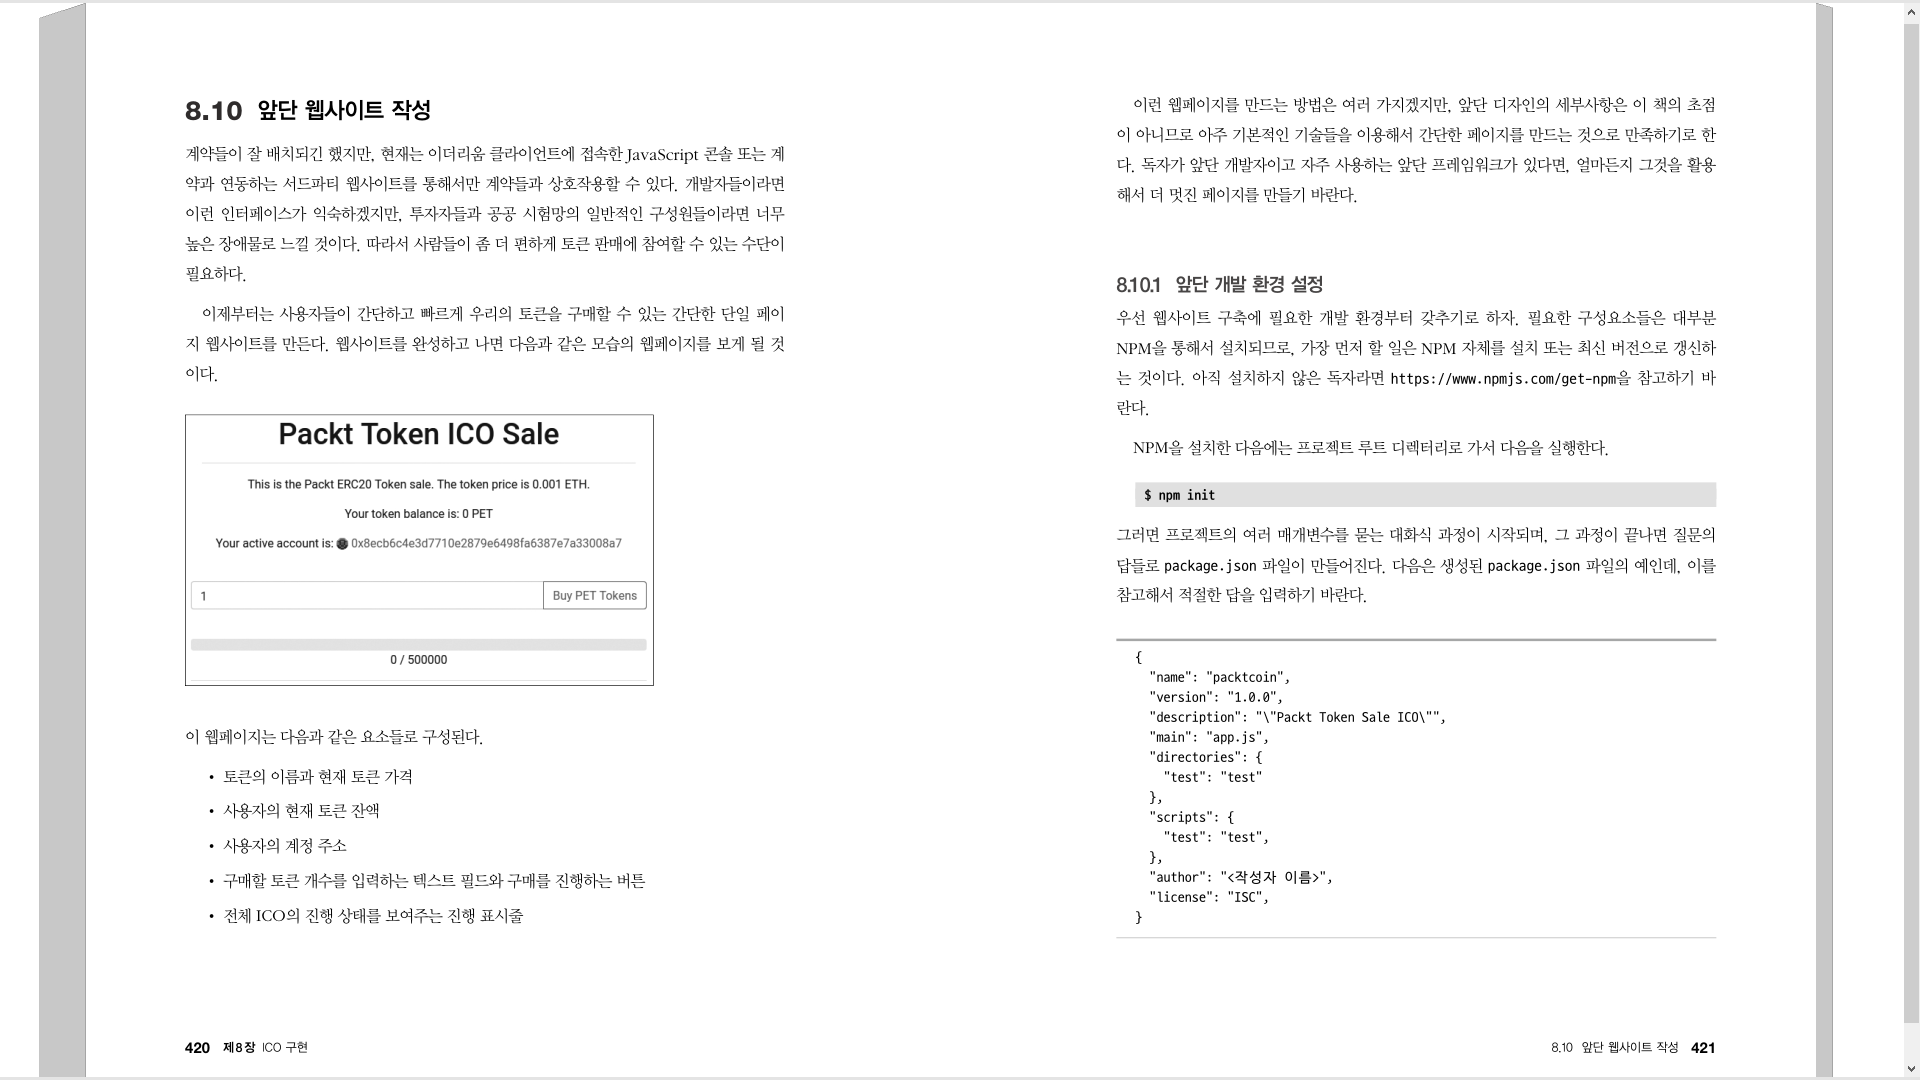 8.10 앞단 웹사이트 작성
계약들이 잘 배치되긴 했지만, 현재는 이더리움 클라이언트에 접속한 JavaScript 콘솔 또는 계
약과 연동하는 서드파티 웹사이트를 통해서만 계약들과 상호작용할 수 있다. 개발자들이라면
이런 인터페이스가 익숙하겠지만, 투자자들과 공공 시험망의 일반적인 구성원들이라면 너무
높은 장애물로 느낄 것이다. 따라서 사람들이 좀 더 편하게 토큰 판매에 참여할 수 있는 수단이
필요하다.
이제부터는 사용자들이 간단하고 빠르게 우리의 토큰을 구매할 수 있는 간단한 단일 페이
지 웹사이트를 만든다. 웹사이트를 완성하고 나면 다음과 같은 모습의 웹페이지를 보게 될 것
이다.
Packt Token ICO Sale
This is the Packt ERC20 Token sale. The token price is 0.001 ETH.
Your token balance is: 0 PET
Your active account is: 0x8ecb6c4e3d7710e2879e6498fa6387e7a33008a7
1 Buy PET Tokens
0 / 500000
이 웹페이지는 다음과 같은 요소들로 구성된다.
• 토큰의 이름과 현재 토큰 가격
• 사용자의 현재 토큰 잔액
• 사용자의 계정 주소
• 구매할 토큰 개수를 입력하는 텍스트 필드와 구매를 진행하는 버튼
• 전체 ICO의 진행 상태를 보여주는 진행 표시줄
420 제8장 ICO 구현
이런 웹페이지를 만드는 방법은 여러 가지겠지만, 앞단 디자인의 세부사항은 이 책의 초점
이 아니므로 아주 기본적인 기술들을 이용해서 간단한 페이지를 만드는 것으로 만족하기로 한
다. 독자가 앞단 개발자이고 자주 사용하는 앞단 프레임워크가 있다면, 얼마든지 그것을 활용
해서 더 멋진 페이지를 만들기 바란다.
8.10.1 앞단 개발 환경 설정
우선 웹사이트 구축에 필요한 개발 환경부터 갖추기로 하자. 필요한 구성요소들은 대부분
NPM을 통해서 설치되므로, 가장 먼저 할 일은 NPM 자체를 설치 또는 최신 버전으로 갱신하
는 것이다. 아직 설치하지 않은 독자라면 https://www.npmjs.com/get-npm을 참고하기 바
란다.
NPM을 설치한 다음에는 프로젝트 루트 디렉터리로 가서 다음을 실행한다.
$ npm init
그러면 프로젝트의 여러 매개변수를 묻는 대화식 과정이 시작되며, 그 과정이 끝나면 질문의
답들로 package.json 파일이 만들어진다. 다음은 생성된 package.json 파일의 예인데, 이를
참고해서 적절한 답을 입력하기 바란다.
{
"name": "packtcoin",
"version": "1.0.0",
"description": "\"Packt Token Sale ICO\"",
"main": "app.js",
"directories": {
"test": "test"
},
"scripts": {
"test": "test",
},
"author": "<작성자 이름>",
"license": "ISC",
}
8.10 앞단 웹사이트 작성 421